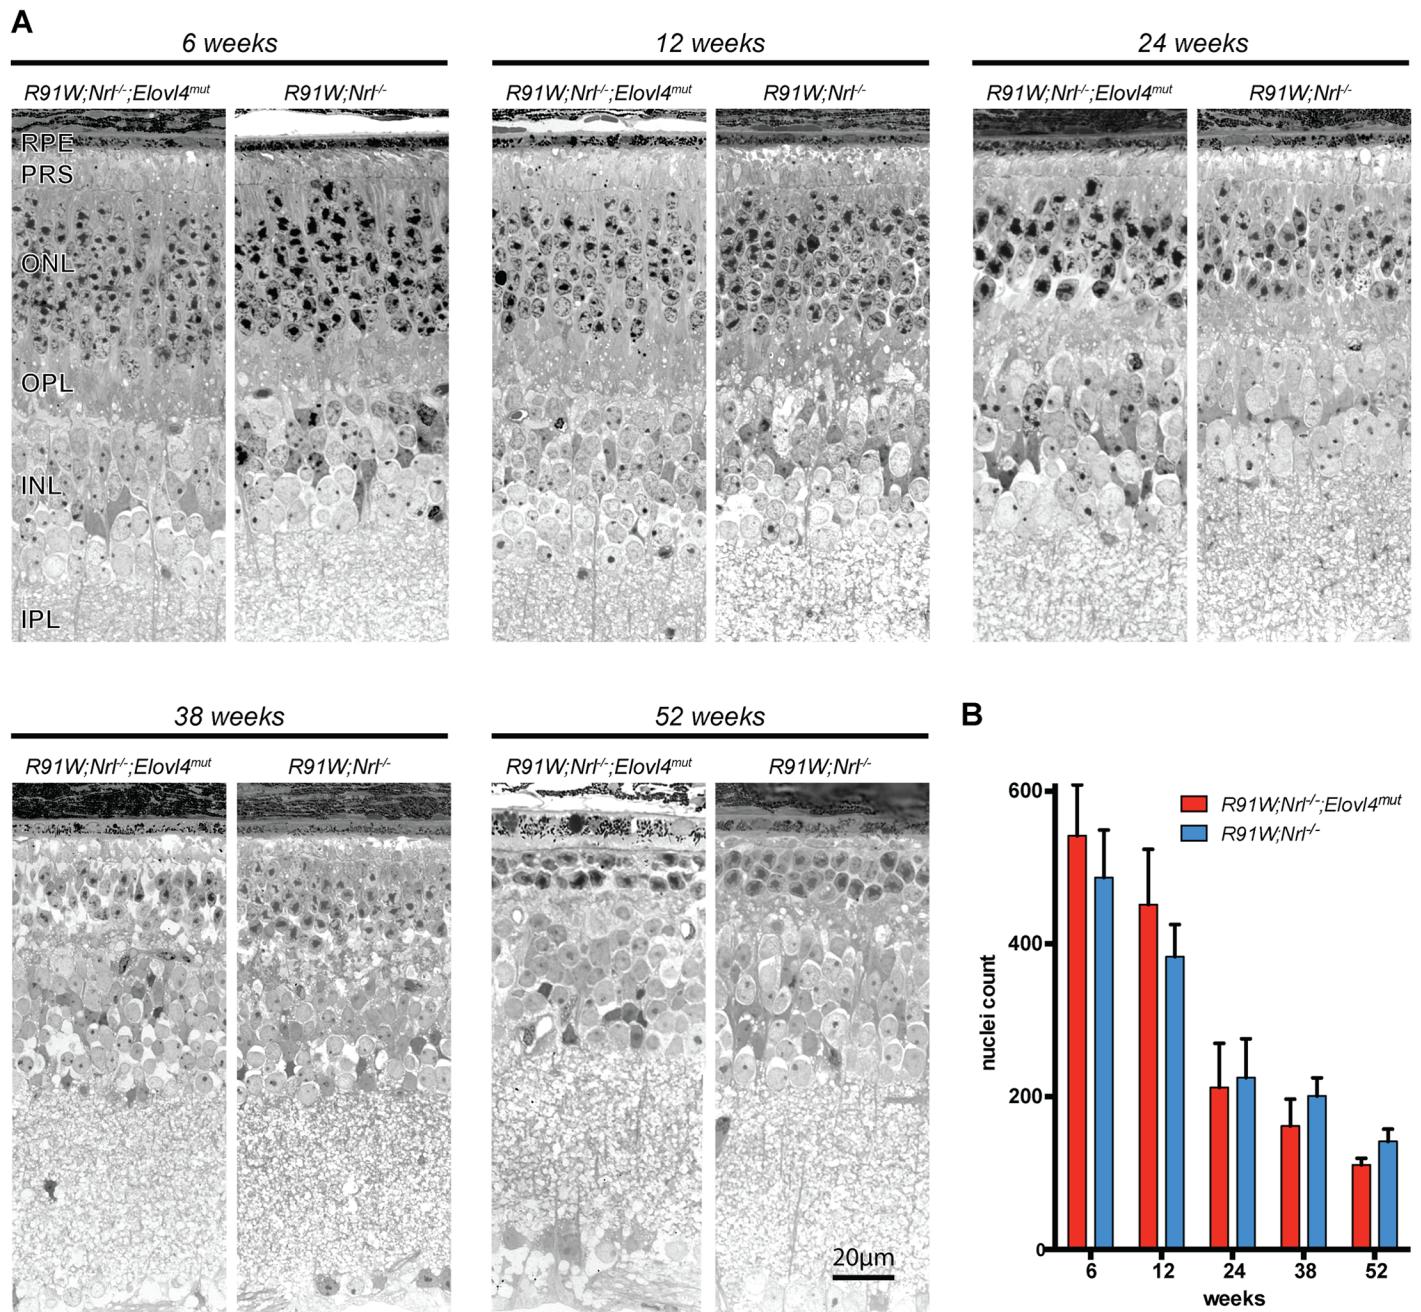 A
6 weeks
12 weeks
24 weeks
R91W;Nrl-/-;Elovl4mut
R91W;Nrl-/-
R91W;Nrl-/-;Elovl4mut
R91W;Nrl-/-
R91W;Nrl-/-;Elovl4mut
R91W;Nrl-/-
RPE
PRS
ONL
OPL
INL
IPL
38 weeks
52 weeks
R91W;Nrl-/-;Elovl4mut
R91W;Nrl-/-
R91W;Nrl-/-;Elovl4mut
R91W;Nrl-/-
20µm
B
600
400
200
0
nuclei count
R91W;Nrl-/-;Elovl4mut
R91W;Nrl-/-
6 12 24 38 52
weeks